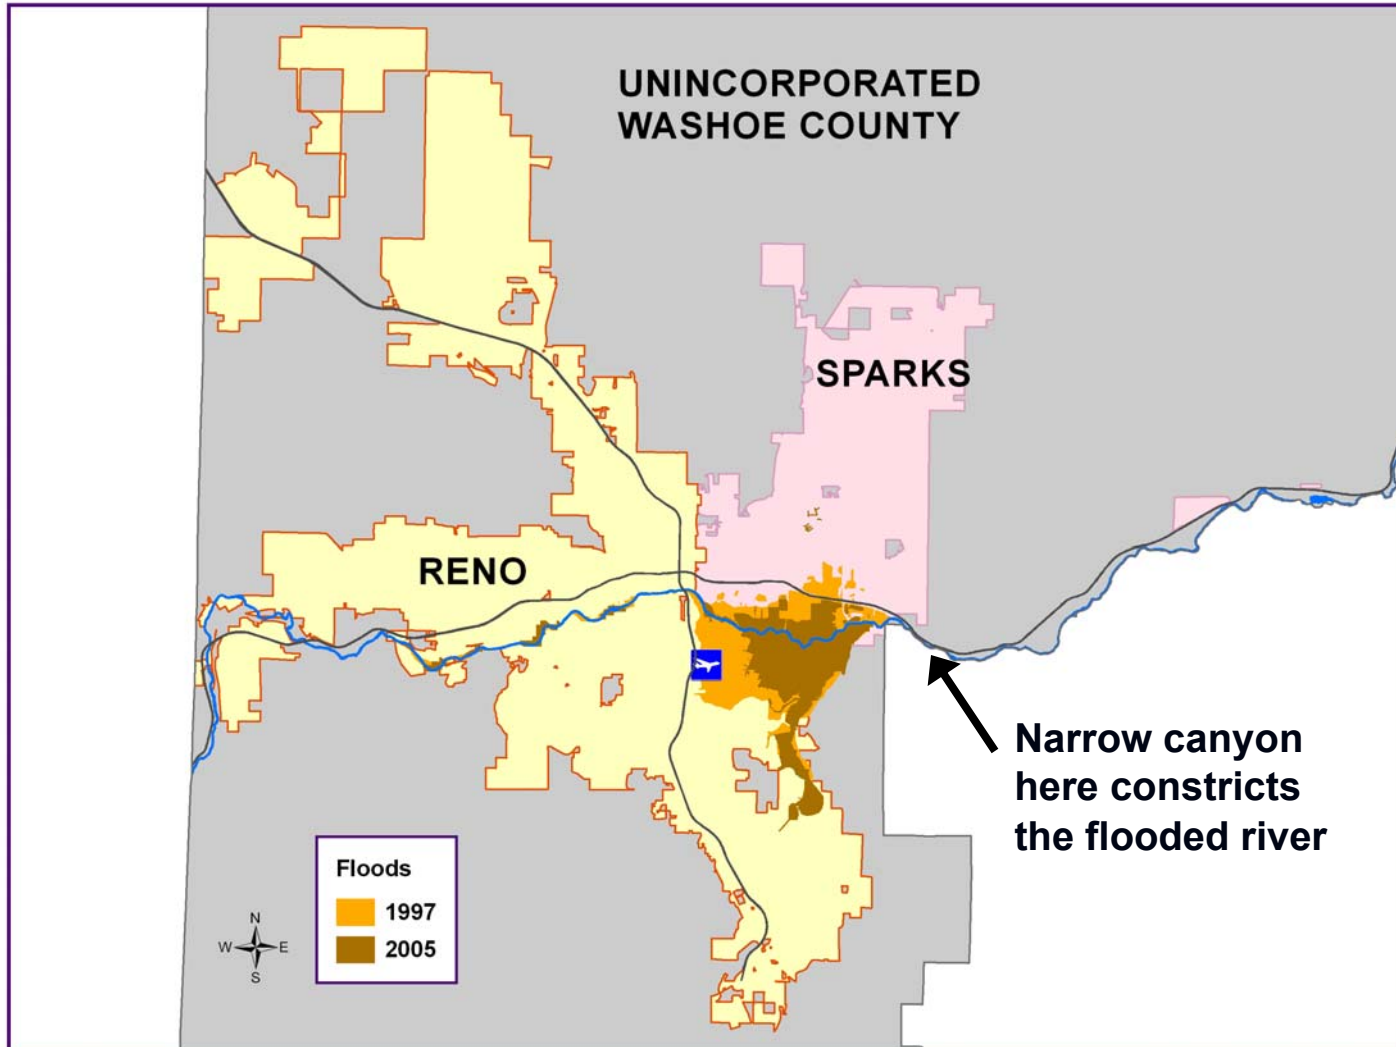 UNINCORPORATED
WASHOE COUNTY
SPARKS
RENO
Narrow canyon
here constricts
the flooded river
Floods
1997
2005
N
W E
S